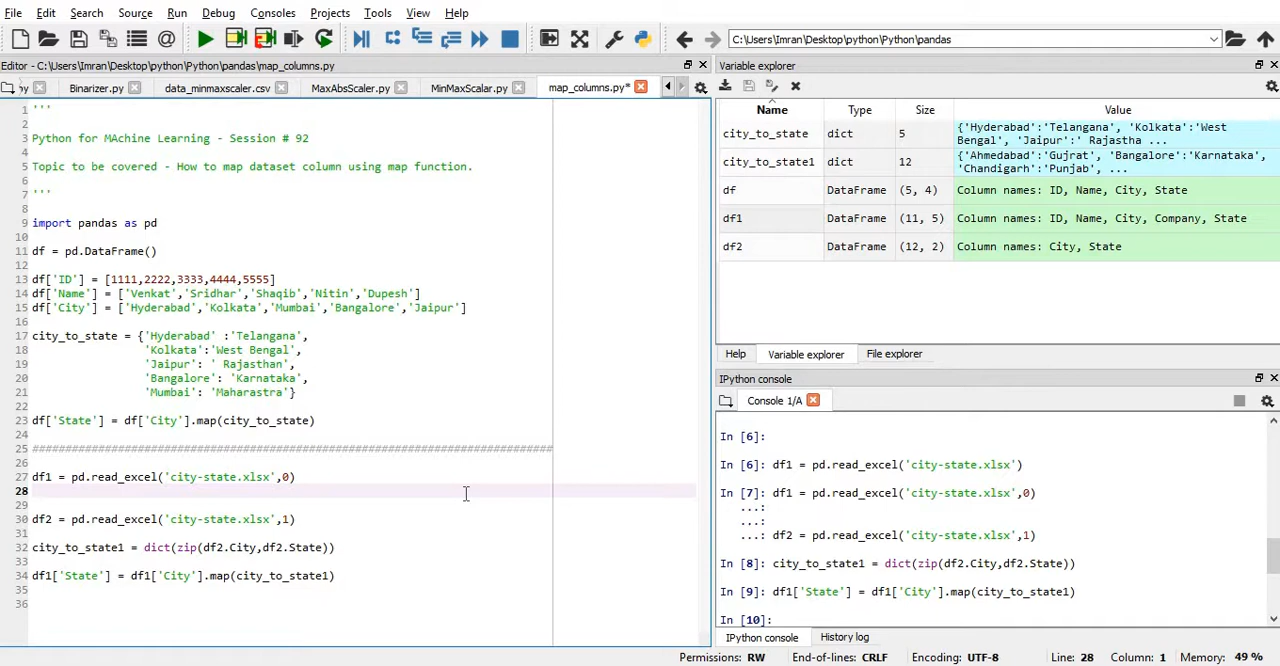 File Edit Search Source Run Debug Consoles Projects Tools View Help
C:\Users\Imran\Desktop\python\Python\pandas
Editor - C:\Users\Imran\Desktop\python\Python\pandas\map_columns.py
Variable explorer
Binarizer.py data_minmaxscaler.csv MaxAbsScaler.py MinMaxScalar.py map_columns.py*
Name Type Size Value
city_to_state dict 5 {'Hyderabad':'Telangana', 'Kolkata':'West
Bengal', 'Jaipur':' Rajastha ...
city_to_state1 dict 12 {'Ahmedabad':'Gujrat', 'Bangalore':'Karnataka',
'Chandigarh':'Punjab', ...
df DataFrame (5, 4) Column names: ID, Name, City, State
df1 DataFrame (11, 5) Column names: ID, Name, City, Company, State
df2 DataFrame (12, 2) Column names: City, State
Help Variable explorer File explorer
1 '''
2
3 Python for MAchine Learning - Session # 92
4
5 Topic to be covered - How to map dataset column using map function.
6
7 '''
8
9 import pandas as pd
10
11 df = pd.DataFrame()
12
13 df['ID'] = [1111,2222,3333,4444,5555]
14 df['Name'] = ['Venkat','Sridhar','Shaqib','Nitin','Dupesh']
15 df['City'] = ['Hyderabad','Kolkata','Mumbai','Bangalore','Jaipur']
16
17 city_to_state = {'Hyderabad' :'Telangana',
18 'Kolkata':'West Bengal',
19 'Jaipur': ' Rajasthan',
20 'Bangalore': 'Karnataka',
21 'Mumbai': 'Maharastra'}
22
23 df['State'] = df['City'].map(city_to_state)
24
25 ##############################################################################
26
27 df1 = pd.read_excel('city-state.xlsx',0)
28
29
30 df2 = pd.read_excel('city-state.xlsx',1)
31
32 city_to_state1 = dict(zip(df2.City,df2.State))
33
34 df1['State'] = df1['City'].map(city_to_state1)
35
36
IPython console
Console 1/A
In [6]:
In [6]: df1 = pd.read_excel('city-state.xlsx')
In [7]: df1 = pd.read_excel('city-state.xlsx',0)
...:
...:
...: df2 = pd.read_excel('city-state.xlsx',1)
In [8]: city_to_state1 = dict(zip(df2.City,df2.State))
In [9]: df1['State'] = df1['City'].map(city_to_state1)
In [10]:
IPython console History log
Permissions: RW End-of-lines: CRLF Encoding: UTF-8 Line: 28 Column: 1 Memory: 49 %